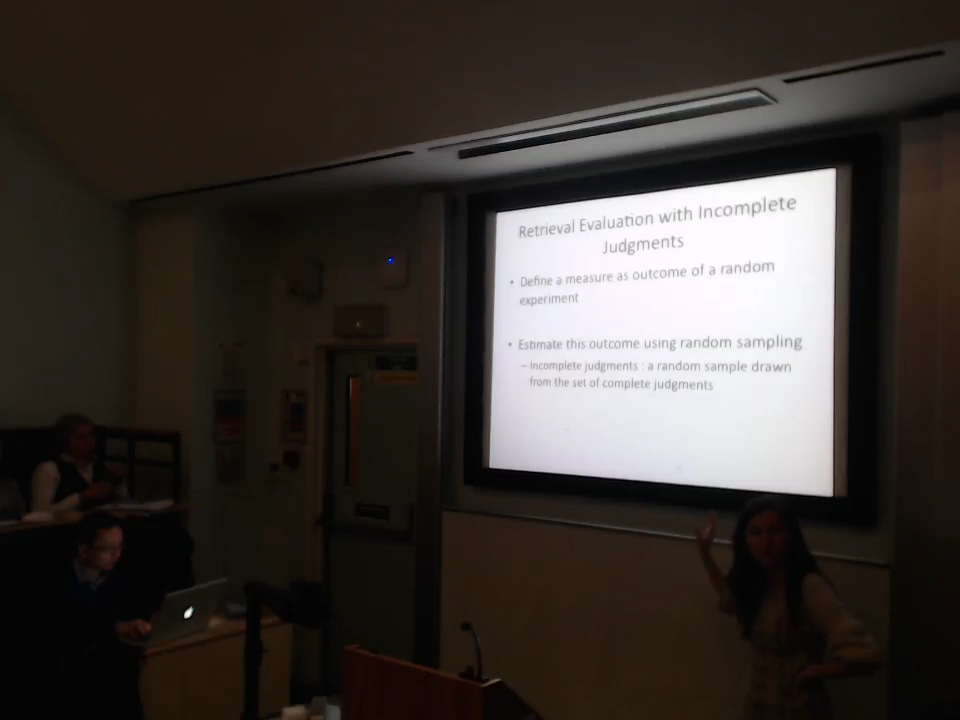 Retrieval Evaluation with Incomplete
Judgments
• Define a measure as outcome of a random
experiment
• Estimate this outcome using random sampling
– Incomplete judgments : a random sample drawn
from the set of complete judgments